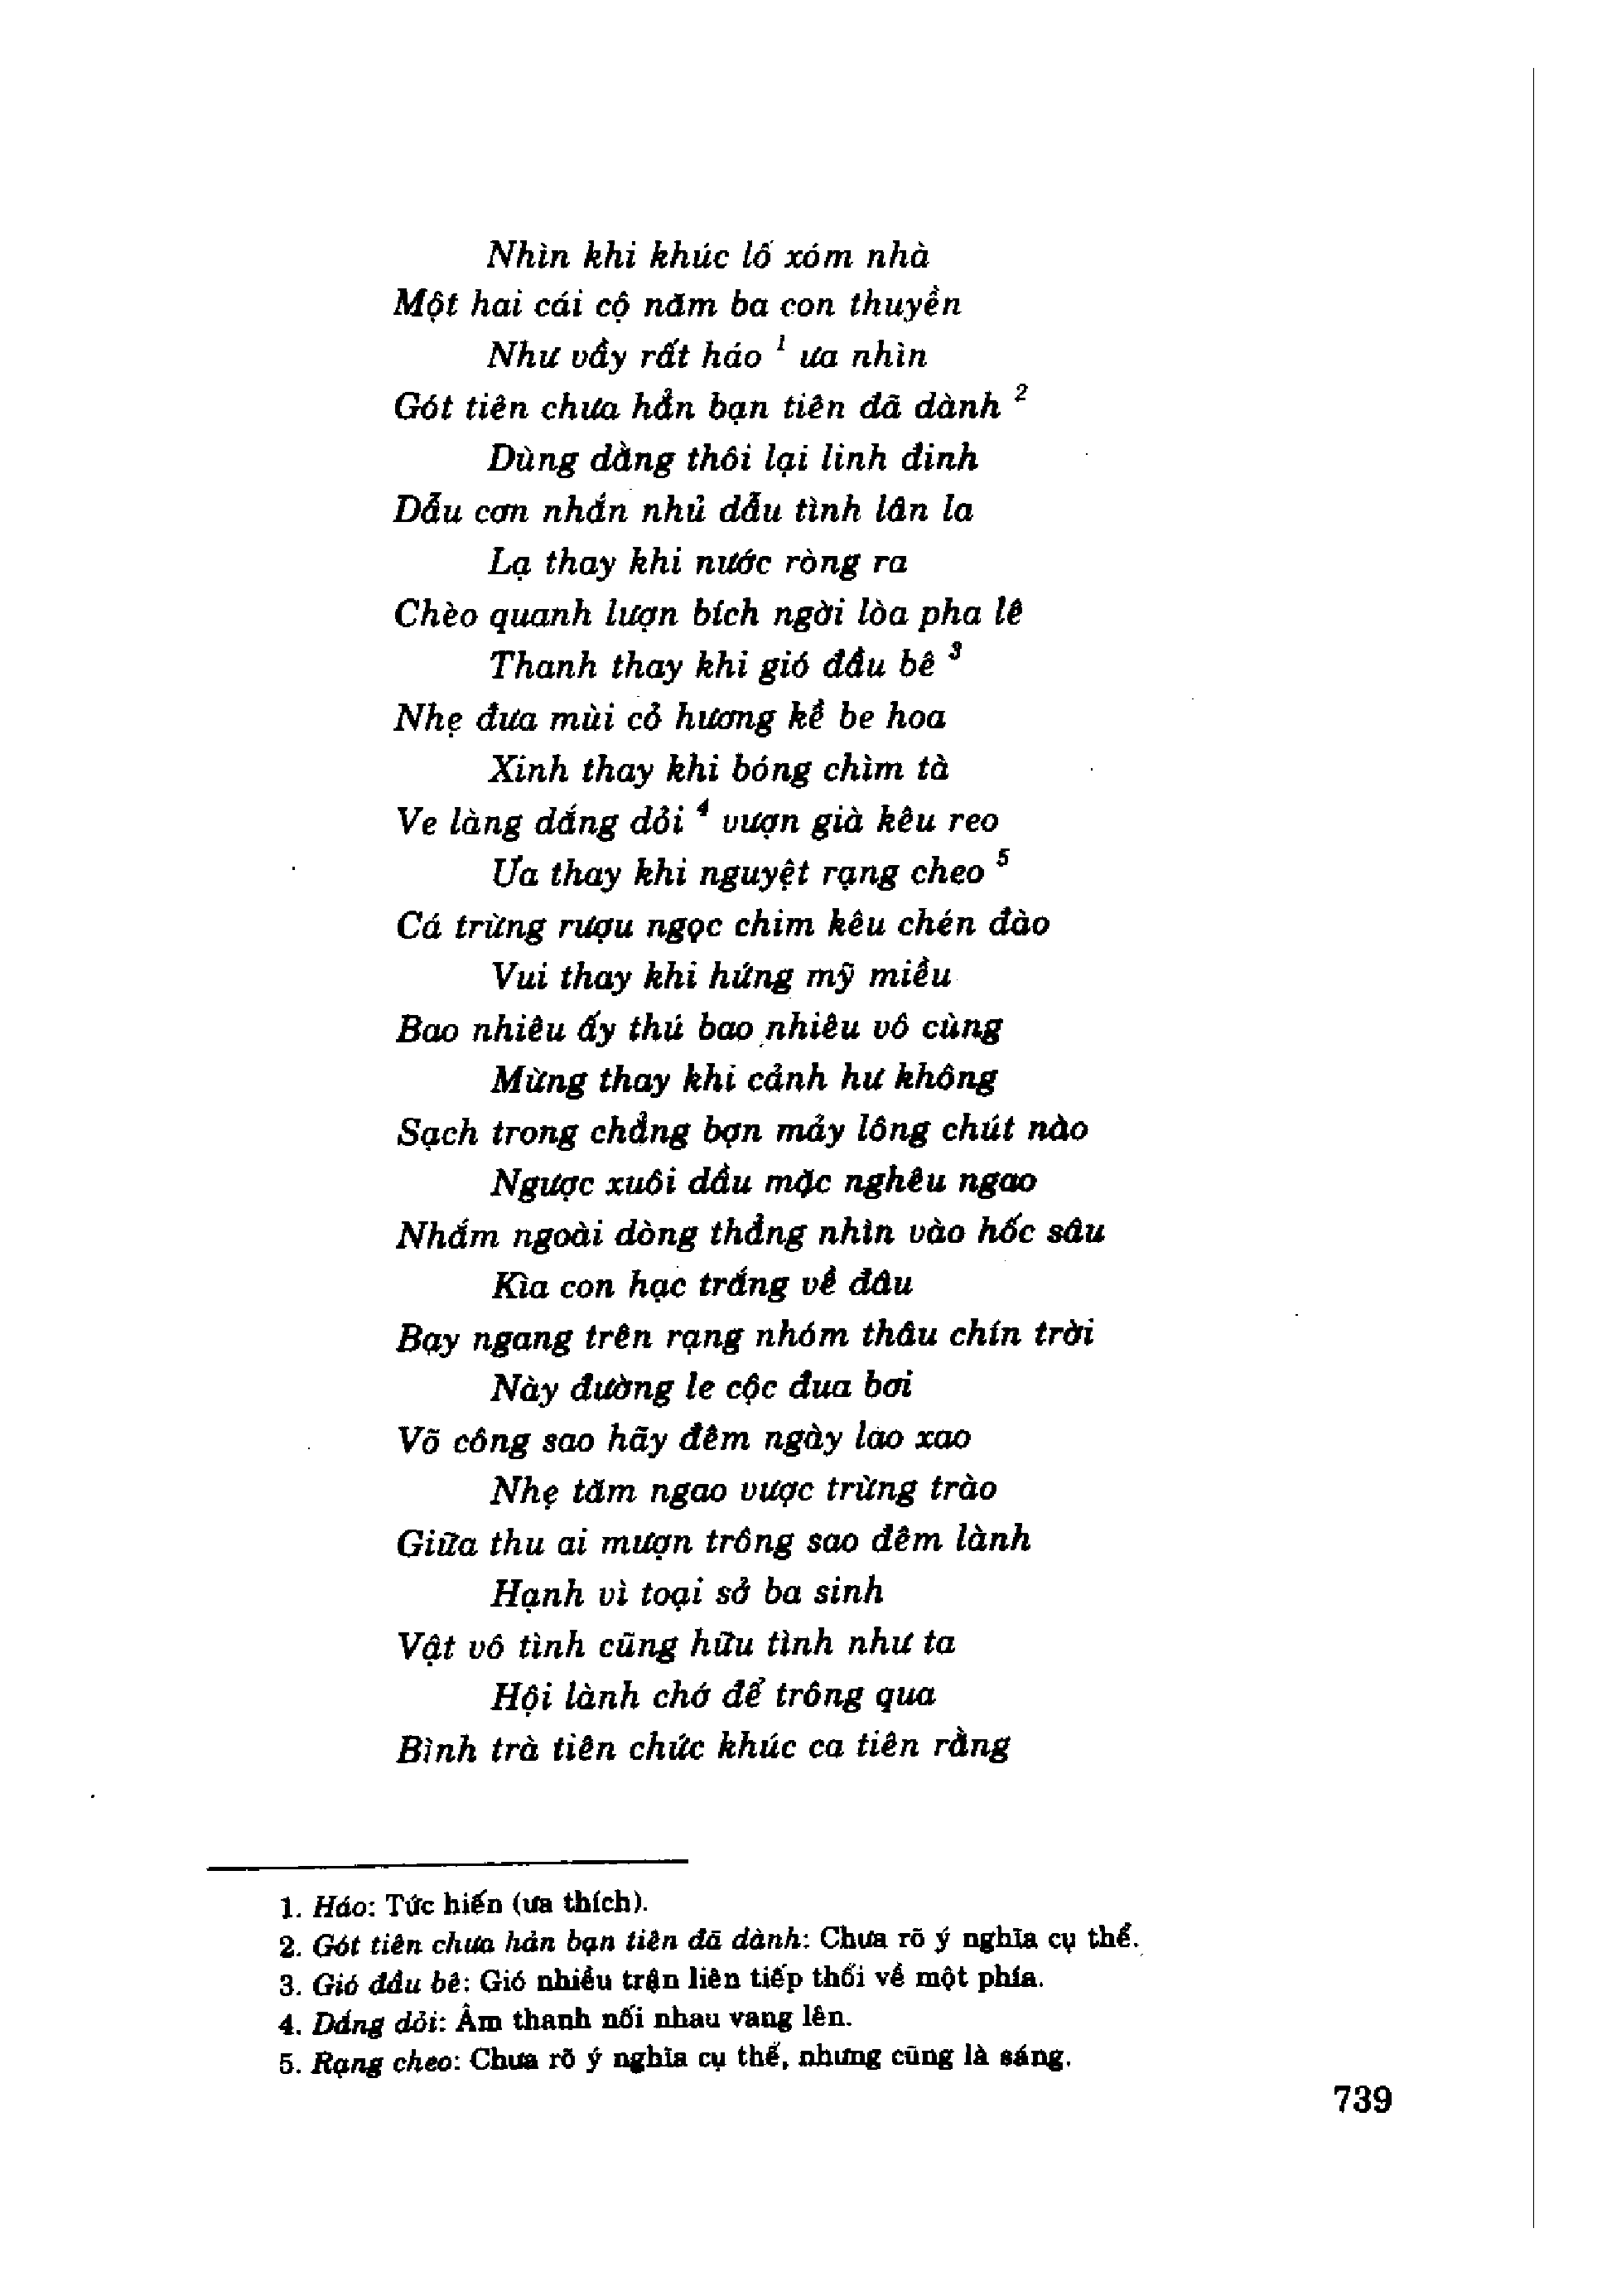 Nhìn khi khúc lố xóm nhà
Một hai cái cộ năm ba con thuyền
Như vầy rất háo ¹ ưa nhìn
Gót tiên chưa hẳn bạn tiên đã dành ²
Dùng dằng thôi lại linh đinh
Dẫu cơn nhắn nhủ dẫu tình lân la
Lạ thay khi nước ròng ra
Chèo quanh lượn bích ngời lòa pha lê
Thanh thay khi gió đầu bê ³
Nhẹ đưa mùi cỏ hương kề be hoa
Xinh thay khi bóng chìm tà
Ve làng dắng dỏi ⁴ vượn già kêu reo
Ưa thay khi nguyệt rạng cheo ⁵
Cá trừng rượu ngọc chim kêu chén đào
Vui thay khi hứng mỹ miều
Bao nhiêu ấy thú bao nhiêu vô cùng
Mừng thay khi cảnh hư không
Sạch trong chẳng bợn mảy lông chút nào
Ngược xuôi dầu mặc nghêu ngao
Nhắm ngoài dòng thẳng nhìn vào hốc sâu
Kìa con hạc trắng về đâu
Bạy ngang trên rạng nhóm thâu chín trời
Này đường le cộc đua bơi
Võ công sao hãy đêm ngày lao xao
Nhẹ tăm ngao vược trừng trào
Giữa thu ai mượn trông sao đêm lành
Hạnh vì toại sở ba sinh
Vật vô tình cũng hữu tình như ta
Hội lành chớ để trông qua
Bình trà tiên chức khúc ca tiên rằng
1. Háo: Tức hiến (ưa thích).
2. Gót tiên chưa hản bạn tiên đã dành: Chưa rõ ý nghĩa cụ thể.
3. Gió đầu bê: Gió nhiều trận liên tiếp thổi về một phía.
4. Dắng dỏi: Âm thanh nối nhau vang lên.
5. Rạng cheo: Chưa rõ ý nghĩa cụ thể, nhưng cũng là sáng.
739